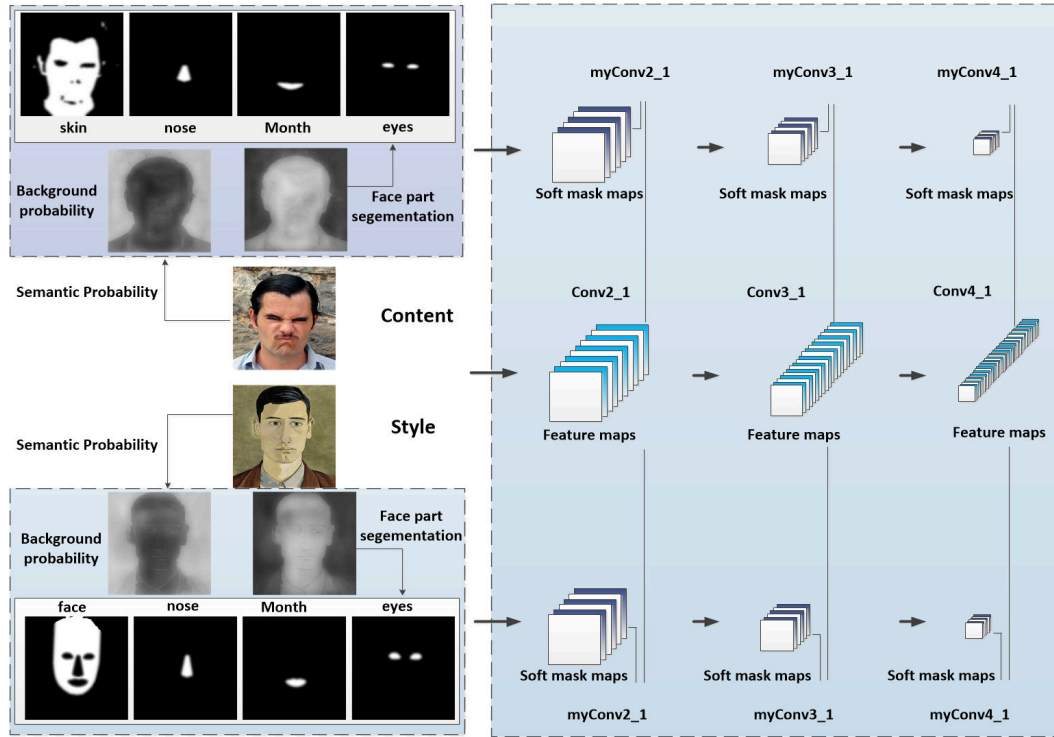 skin
nose
Month
eyes
Background
probability
Face part
segementation
Semantic Probability
Content
Semantic Probability
Style
Background
probability
Face part
segementation
face
nose
Month
eyes
myConv2_1
myConv3_1
myConv4_1
Soft mask maps
Soft mask maps
Soft mask maps
Conv2_1
Conv3_1
Conv4_1
Feature maps
Feature maps
Feature maps
Soft mask maps
Soft mask maps
Soft mask maps
myConv2_1
myConv3_1
myConv4_1